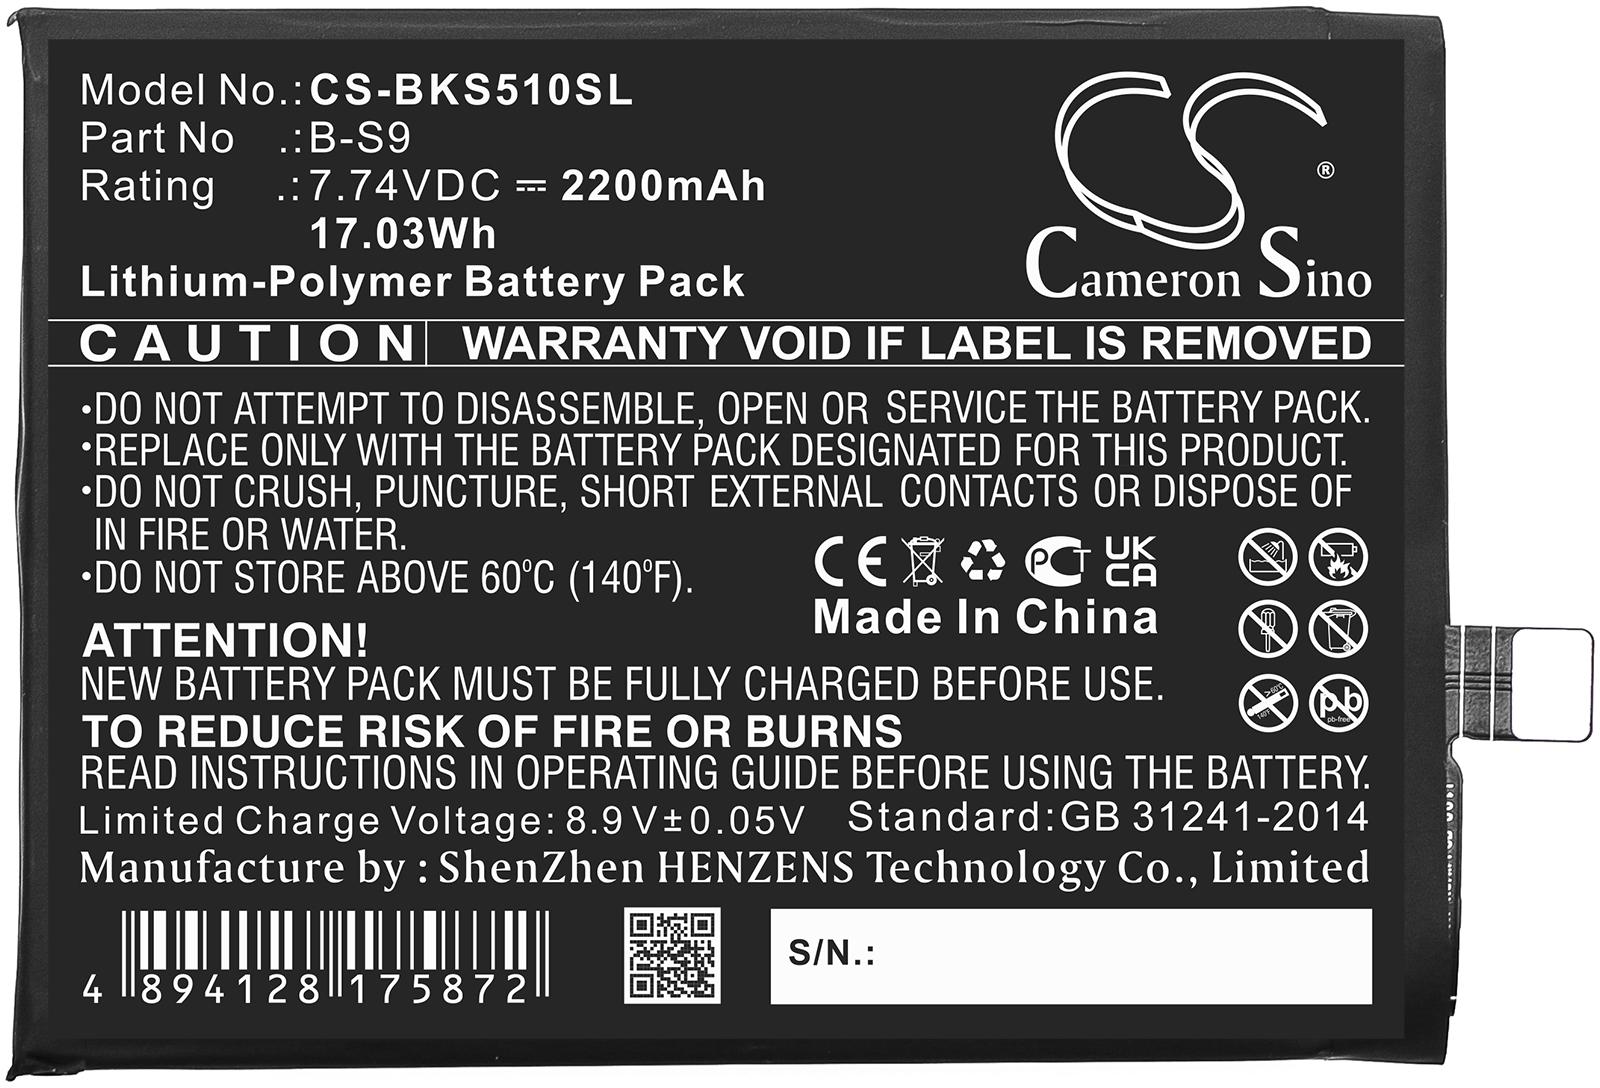 Model No.:CS-BKS510SL
Part No .:B-S9
Rating .:7.74VDC ⎓ 2200mAh
17.03Wh
Lithium-Polymer Battery Pack
®
Cameron Sino
CAUTION WARRANTY VOID IF LABEL IS REMOVED
•DO NOT ATTEMPT TO DISASSEMBLE, OPEN OR SERVICE THE BATTERY PACK.
•REPLACE ONLY WITH THE BATTERY PACK DESIGNATED FOR THIS PRODUCT.
•DO NOT CRUSH, PUNCTURE, SHORT EXTERNAL CONTACTS OR DISPOSE OF
IN FIRE OR WATER.
•DO NOT STORE ABOVE 60°C (140°F).
CE PCT UK
CA
Made In China
ATTENTION!
NEW BATTERY PACK MUST BE FULLY CHARGED BEFORE USE.
>60°C
140°F
pb
pb-free
TO REDUCE RISK OF FIRE OR BURNS
READ INSTRUCTIONS IN OPERATING GUIDE BEFORE USING THE BATTERY.
Limited Charge Voltage: 8.9V±0.05V Standard:GB 31241-2014
Manufacture by : ShenZhen HENZENS Technology Co., Limited
4 894128 175872
S/N.: